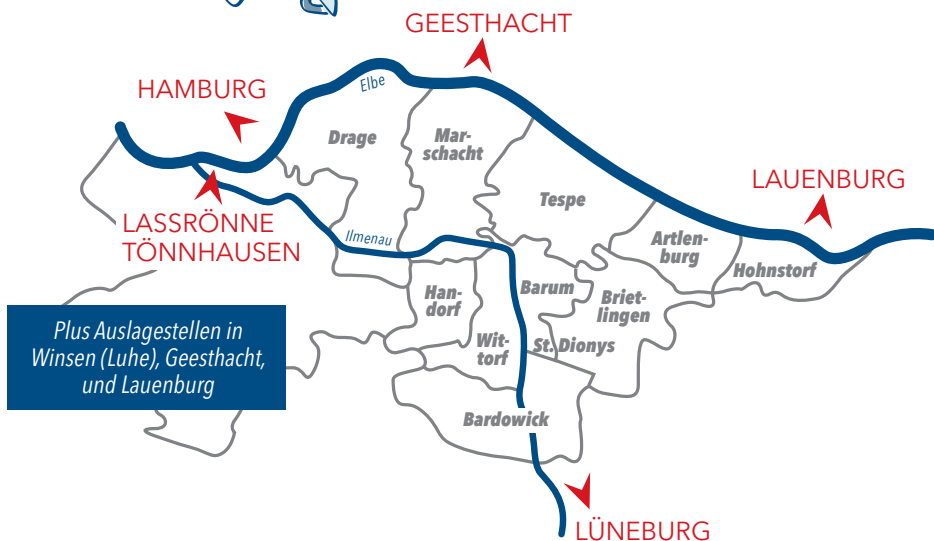 GEESTHACHT
HAMBURG
Elbe
Drage
Mar-
schacht
LAUENBURG
Tespe
LASSRÖNNE
TÖNNHAUSEN
Ilmenau
Artlen-
burg
Hohnstorf
Han-
dorf
Barum
Briet-
lingen
Plus Auslagestellen in
Winsen (Luhe), Geesthacht,
und Lauenburg
Wit-
torf
St. Dionys
Bardowick
LÜNEBURG